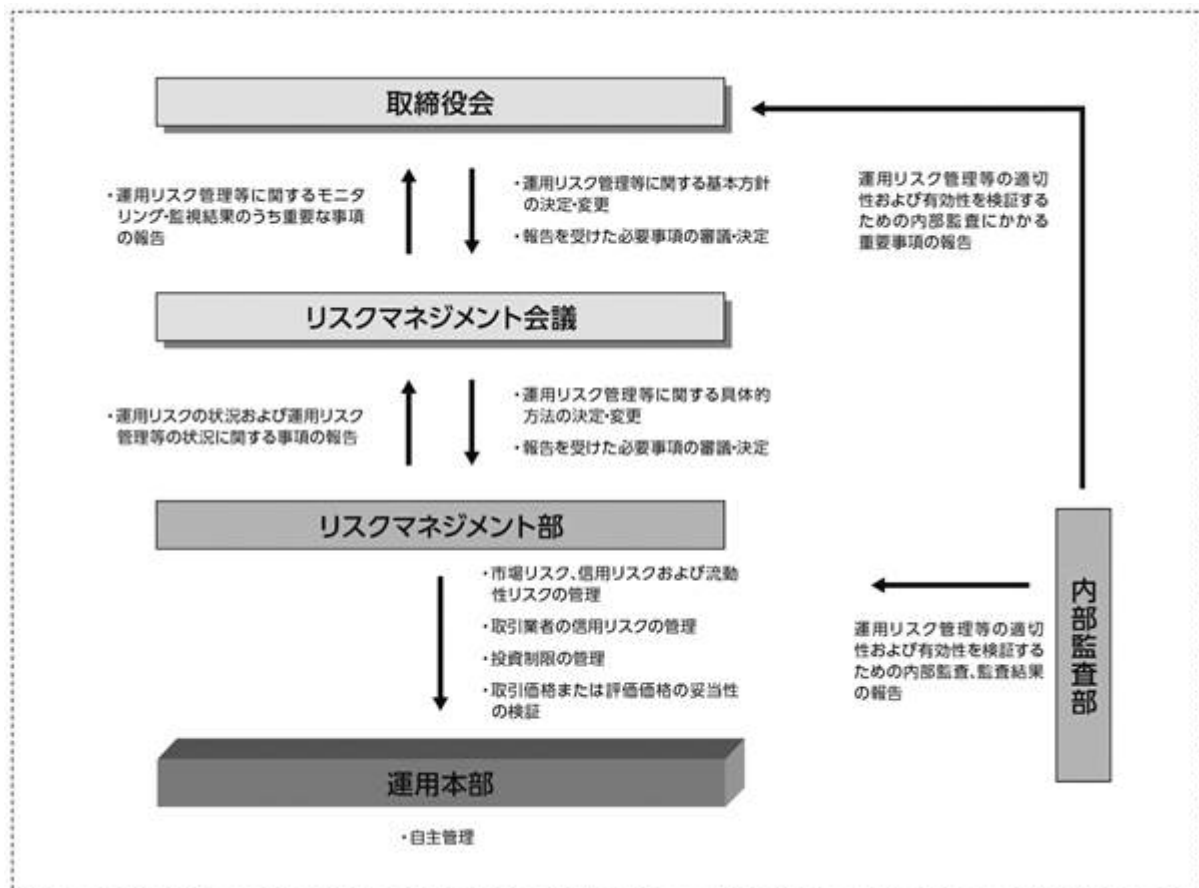 取締役会
・運用リスク管理等に関するモニタ
リング・監視結果のうち重要な事項
の報告
・運用リスク管理等に関する基本方針
の決定・変更
・報告を受けた必要事項の審議・決定
運用リスク管理等の適切
性および有効性を検証す
るための内部監査にかかる
重要事項の報告
リスクマネジメント会議
・運用リスクの状況および運用リスク
管理等の状況に関する事項の報告
・運用リスク管理等に関する具体的
方法の決定・変更
・報告を受けた必要事項の審議・決定
リスクマネジメント部
・市場リスク、信用リスクおよび流動
性リスクの管理
・取引業者の信用リスクの管理
・投資制限の管理
・取引価格または評価価格の妥当性
の検証
運用リスク管理等の適切
性および有効性を検証する
ための内部監査、監査結果
の報告
内部監査部
運用本部
・自主管理